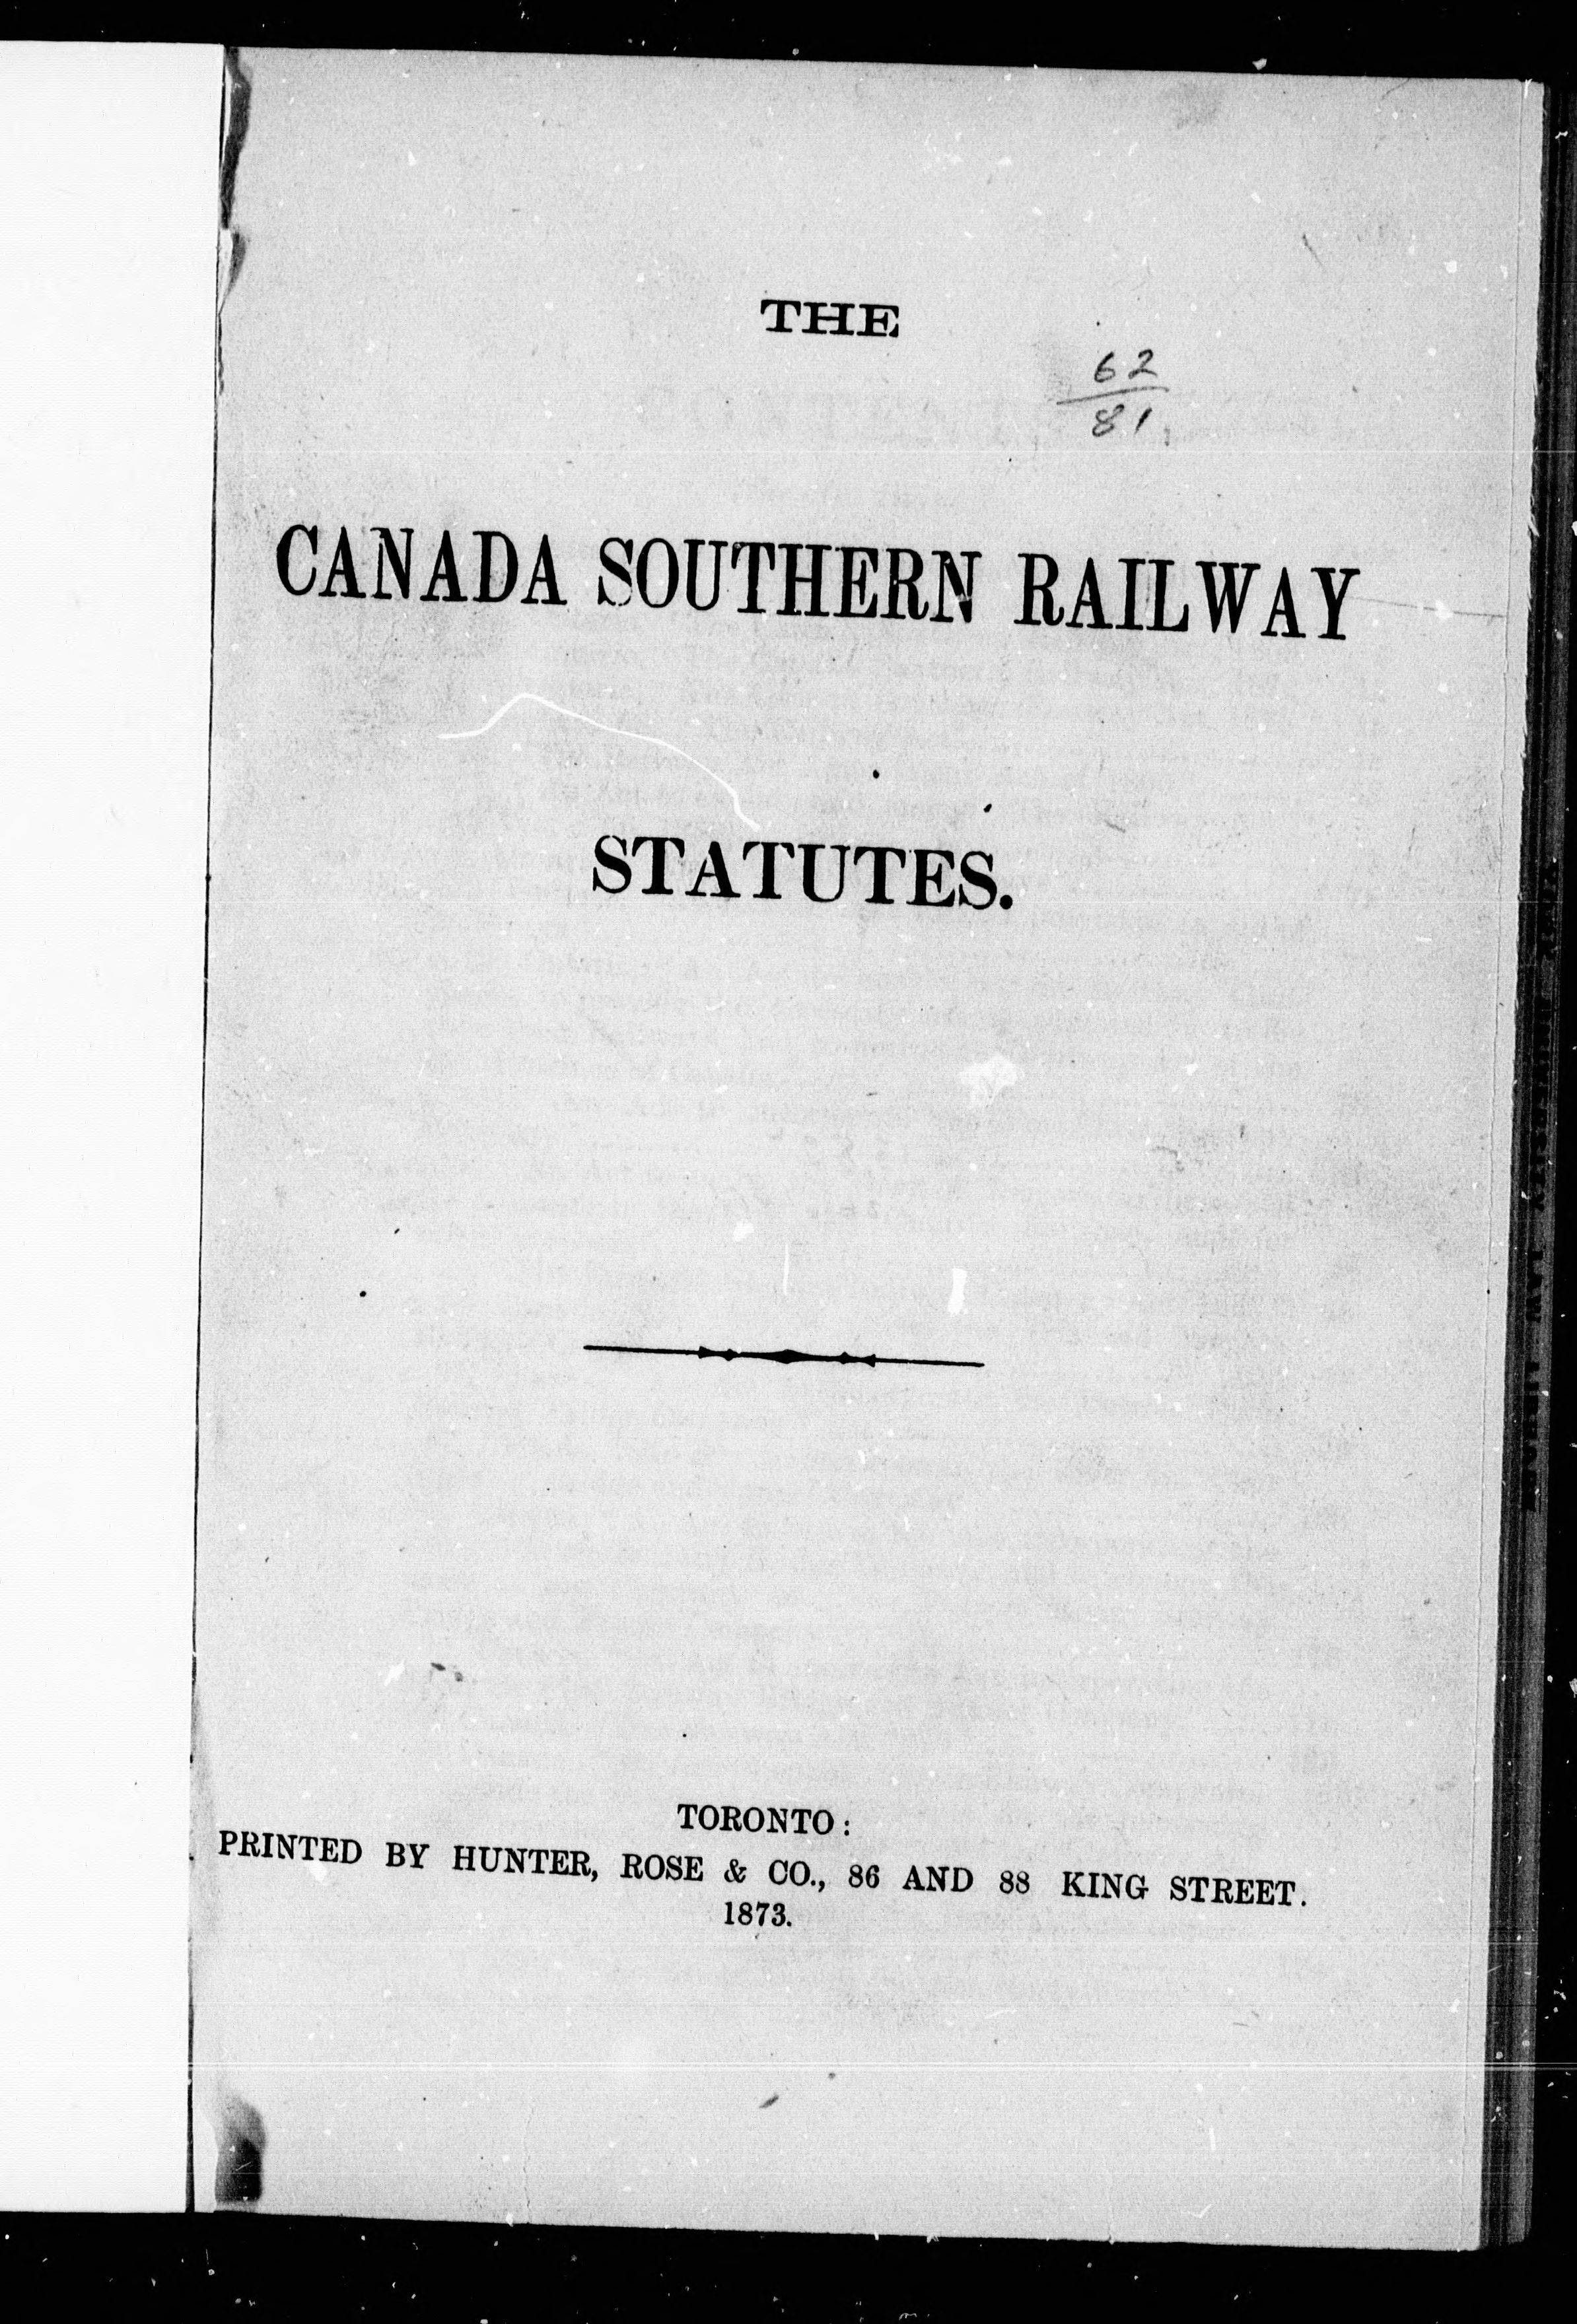 THE
62
81
CANADA SOUTHERN RAILWAY
STATUTES.
TORONTO:
PRINTED BY HUNTER, ROSE & CO., 86 AND 88 KING STREET.
1873.